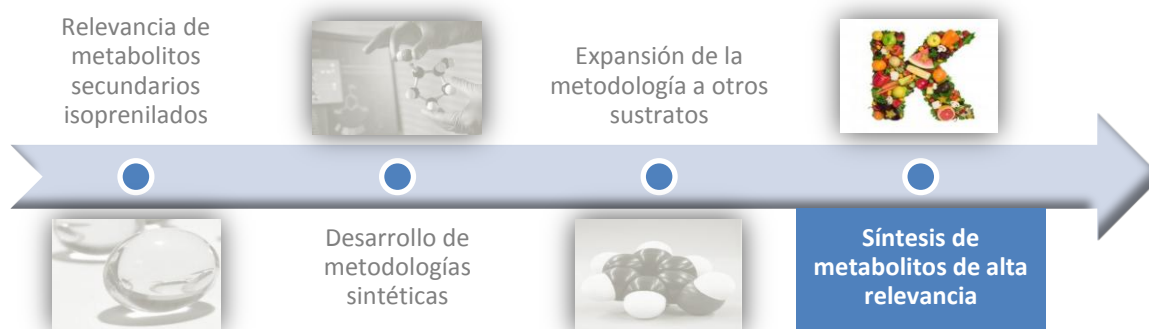 Relevancia de
metabolitos
secundarios
isoprenilados
Desarrollo de
metodologías
sintéticas
Expansión de la
metodología a otros
sustratos
K
Síntesis de
metabolitos de alta
relevancia